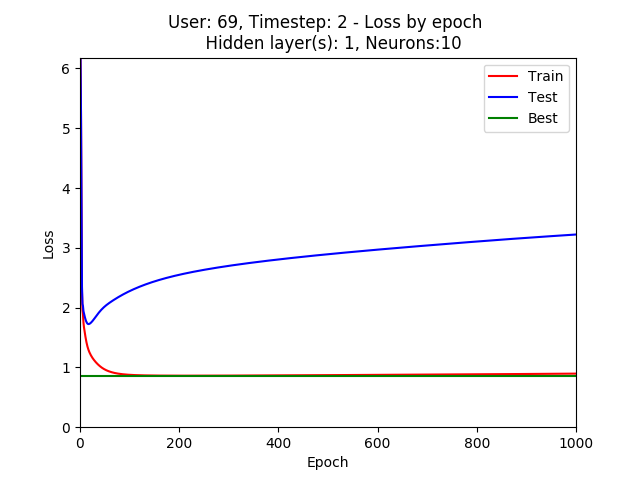 User: 69, Timestep: 2 - Loss by epoch
Hidden layer(s): 1, Neurons:10
Train
Test
Best
6
5
4
3
2
1
0
Loss
0 200 400 600 800 1000
Epoch